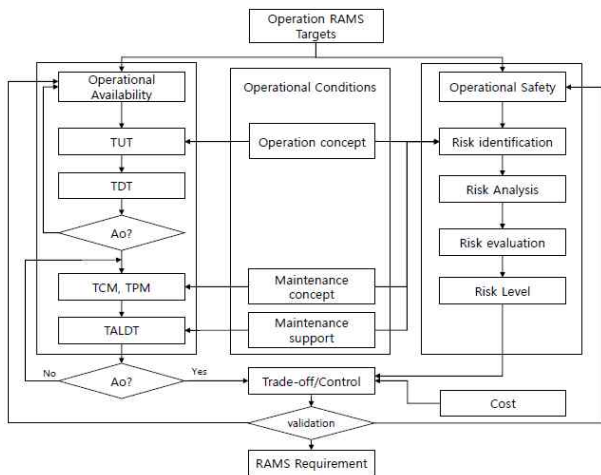 Operation RAMS
Targets
Operational
Availability
Operational Conditions
Operational Safety
TUT
Operation concept
Risk identification
TDT
Risk Analysis
Ao?
Risk evaluation
TCM, TPM
Maintenance
concept
Risk Level
TALDT
Maintenance
support
No
Ao?
Yes
Trade-off/Control
Cost
validation
RAMS Requirement